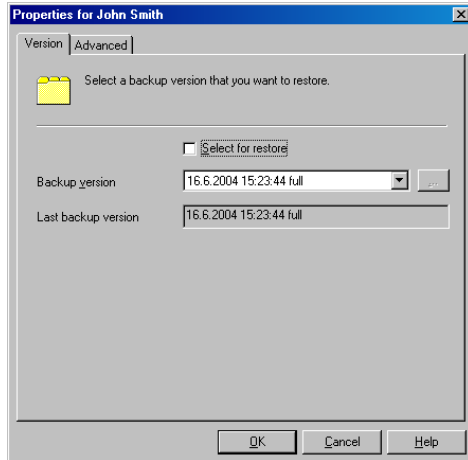 Properties for John Smith
Version Advanced
Select a backup version that you want to restore.
Select for restore
Backup version 16.6.2004 15:23:44 full ...
Last backup version 16.6.2004 15:23:44 full
OK Cancel Help